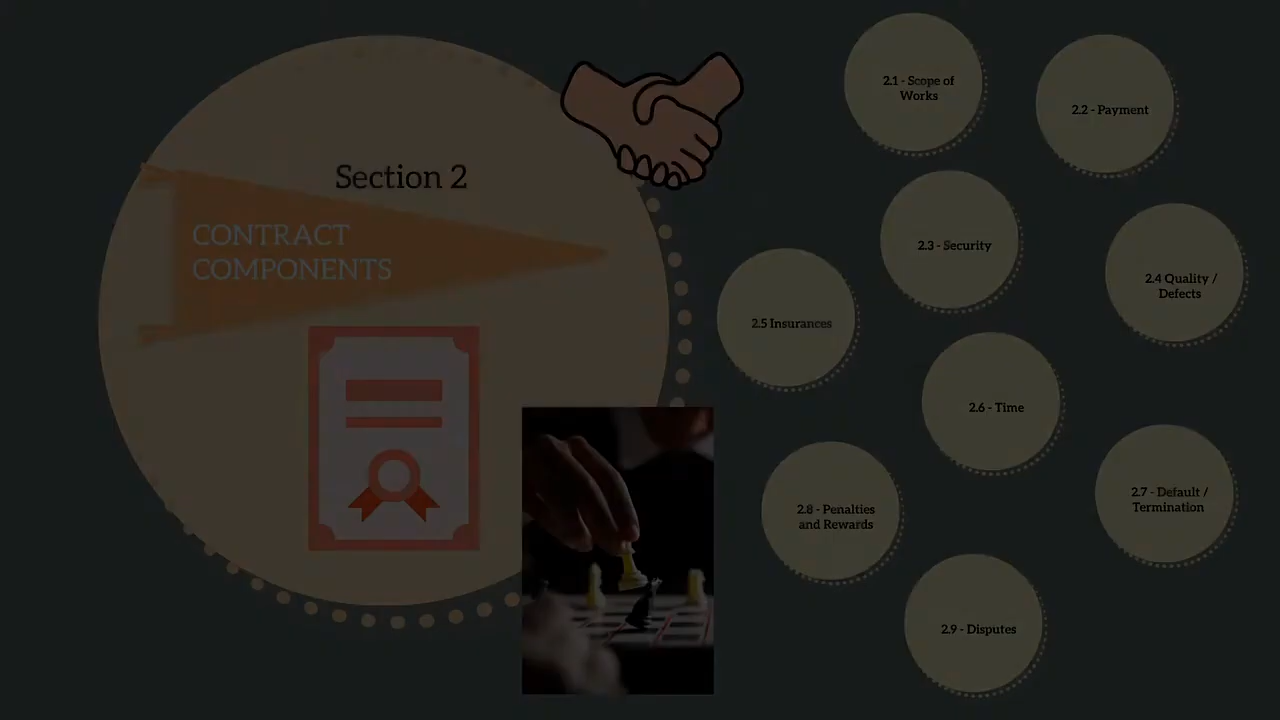 Section 2
CONTRACT
COMPONENTS
2.1 - Scope of
Works
2.2 - Payment
2.3 - Security
2.4 Quality /
Defects
2.5 Insurances
2.6 - Time
2.7 - Default /
Termination
2.8 - Penalties
and Rewards
2.9 - Disputes